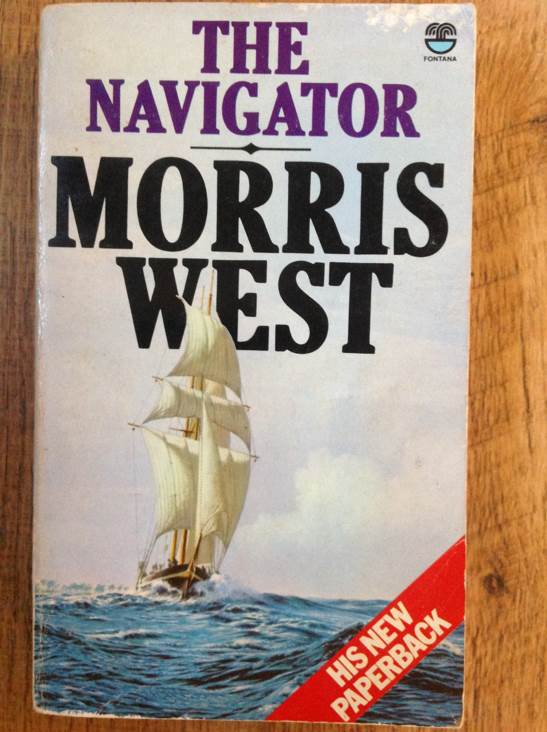 THE
NAVIGATOR
MORRIS
WEST
FONTANA
HIS NEW
PAPERBACK